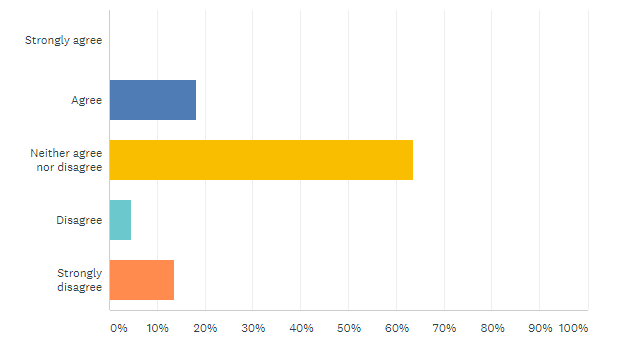 Strongly agree
Agree
Neither agree
nor disagree
Disagree
Strongly
disagree
0% 10% 20% 30% 40% 50% 60% 70% 80% 90% 100%